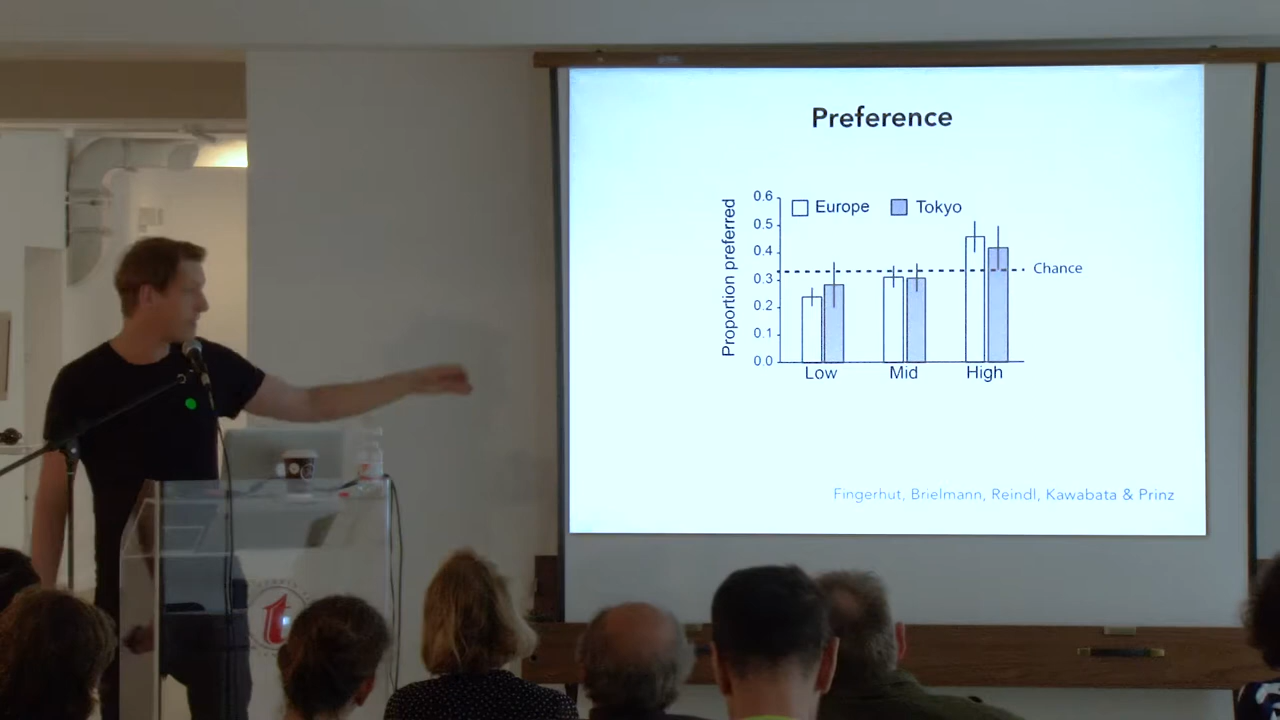 Preference
0.6
Europe Tokyo
0.5
0.4
0.3
0.2
0.1
0.0
Proportion preferred
Chance
Low Mid High
Fingerhut, Brielmann, Reindl, Kawabata & Prinz
t